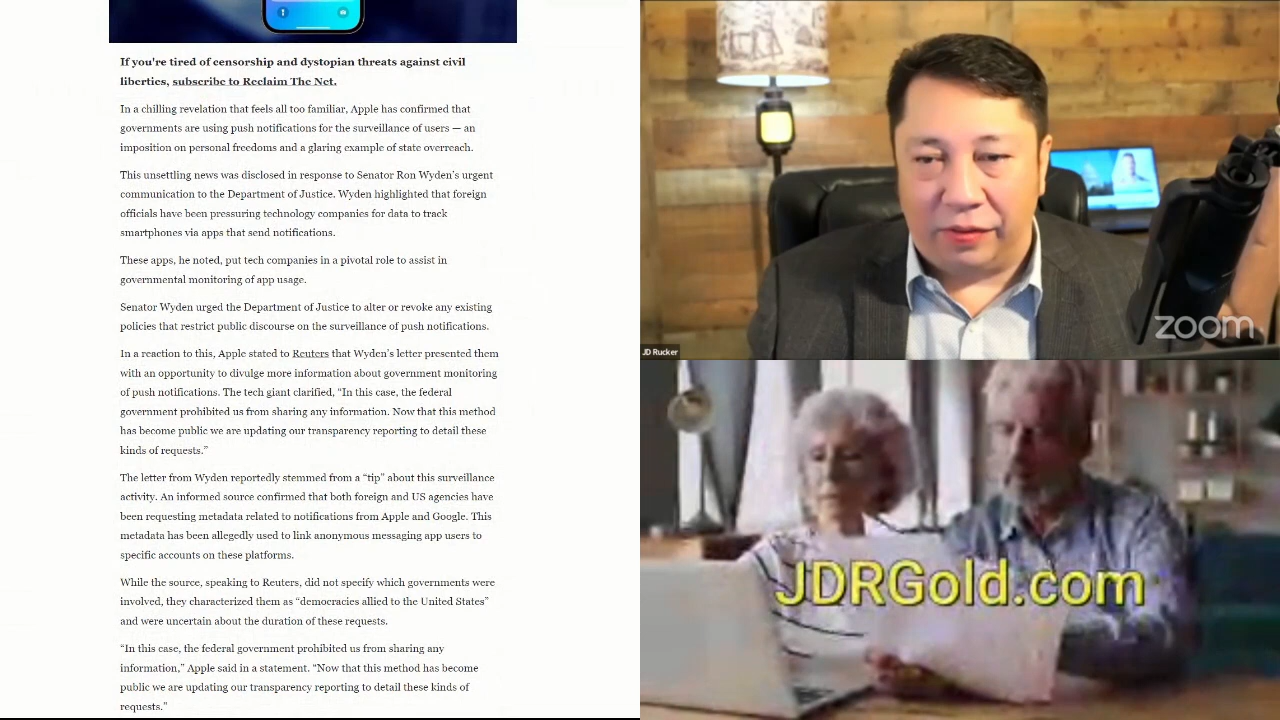 If you're tired of censorship and dystopian threats against civil
liberties, subscribe to Reclaim The Net.
In a chilling revelation that feels all too familiar, Apple has confirmed that
governments are using push notifications for the surveillance of users — an
imposition on personal freedoms and a glaring example of state overreach.
This unsettling news was disclosed in response to Senator Ron Wyden's urgent
communication to the Department of Justice. Wyden highlighted that foreign
officials have been pressuring technology companies for data to track
smartphones via apps that send notifications.
These apps, he noted, put tech companies in a pivotal role to assist in
governmental monitoring of app usage.
Senator Wyden urged the Department of Justice to alter or revoke any existing
policies that restrict public discourse on the surveillance of push notifications.
In a reaction to this, Apple stated to Reuters that Wyden's letter presented them
with an opportunity to divulge more information about government monitoring
of push notifications. The tech giant clarified, “In this case, the federal
government prohibited us from sharing any information. Now that this method
has become public we are updating our transparency reporting to detail these
kinds of requests.”
The letter from Wyden reportedly stemmed from a “tip” about this surveillance
activity. An informed source confirmed that both foreign and US agencies have
been requesting metadata related to notifications from Apple and Google. This
metadata has been allegedly used to link anonymous messaging app users to
specific accounts on these platforms.
While the source, speaking to Reuters, did not specify which governments were
involved, they characterized them as “democracies allied to the United States”
and were uncertain about the duration of these requests.
“In this case, the federal government prohibited us from sharing any
information,” Apple said in a statement. “Now that this method has become
public we are updating our transparency reporting to detail these kinds of
requests.”
zoom
JD Rucker
JDRGold.com